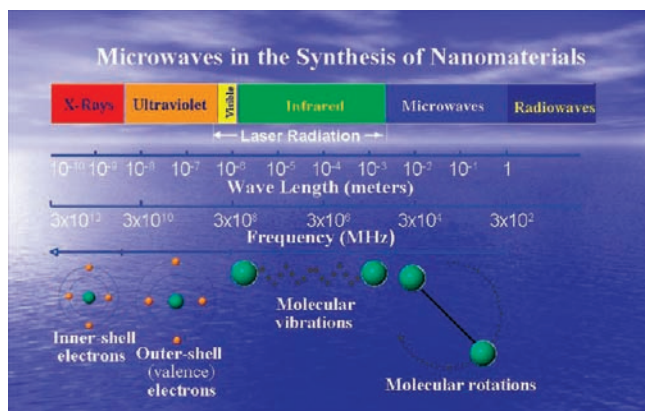 Microwaves in the Synthesis of Nanomaterials
X-Rays Ultraviolet Visible Infrared Microwaves Radiowaves
Laser Radiation
10⁻¹⁰ 10⁻⁹ 10⁻⁸ 10⁻⁷ 10⁻⁶ 10⁻⁵ 10⁻⁴ 10⁻³ 10⁻² 10⁻¹ 1
Wave Length (meters)
3x10¹⁰ 3x10⁸ 3x10⁶ 3x10⁴ 3x10²
Frequency (MHz)
Inner-shell
electrons
Outer-shell
(valence)
electrons
Molecular
vibrations
Molecular rotations